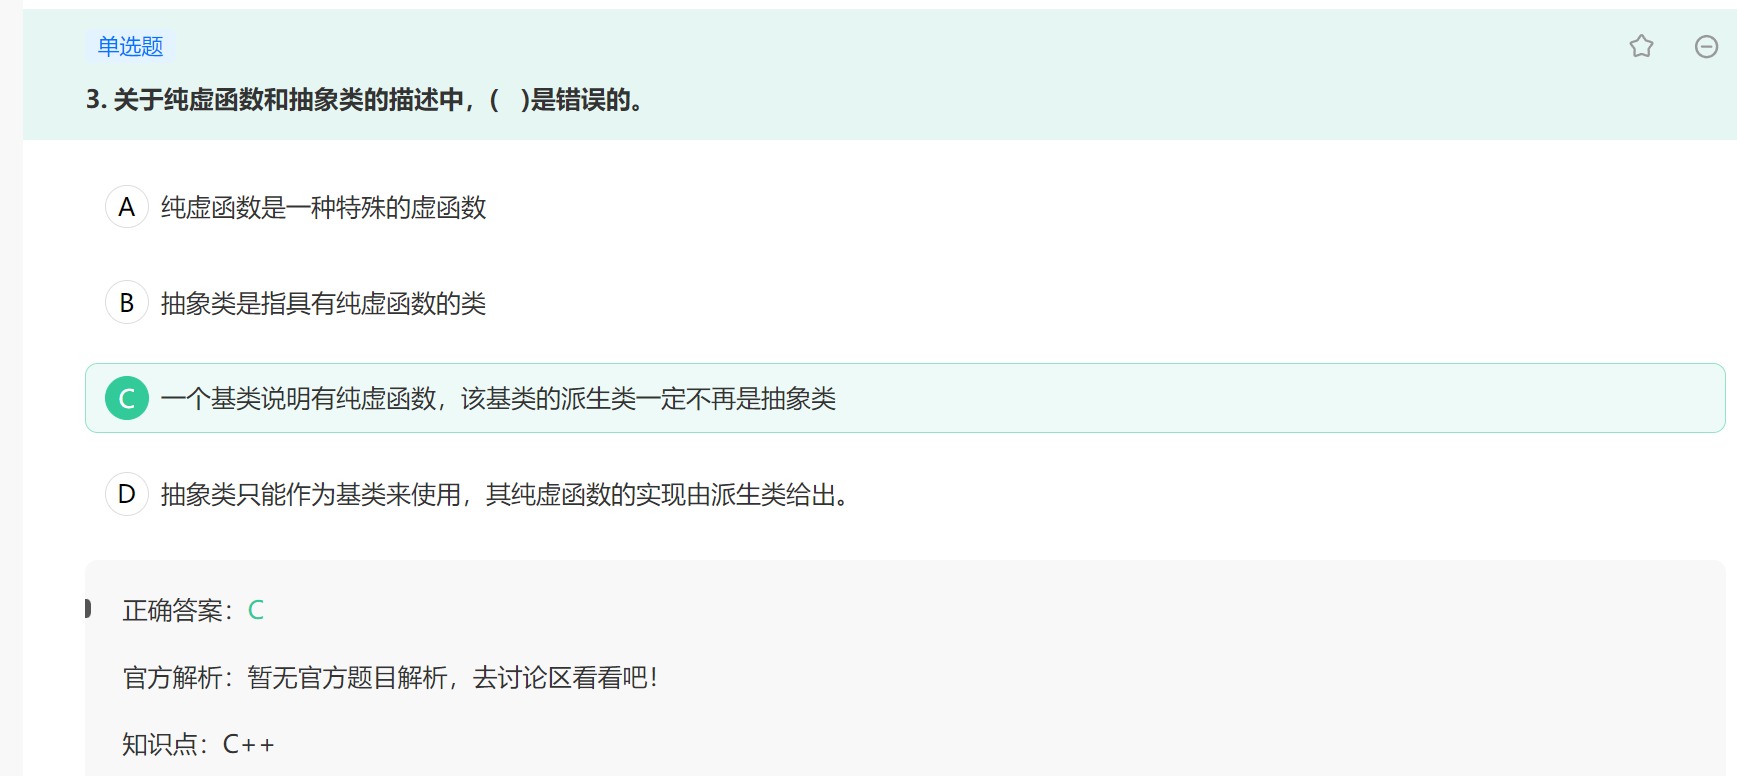 单选题
3. 关于纯虚函数和抽象类的描述中，(   )是错误的。
A 纯虚函数是一种特殊的虚函数
B 抽象类是指具有纯虚函数的类
C 一个基类说明有纯虚函数，该基类的派生类一定不再是抽象类
D 抽象类只能作为基类来使用，其纯虚函数的实现由派生类给出。
正确答案：C
官方解析：暂无官方题目解析，去讨论区看看吧！
知识点：C++